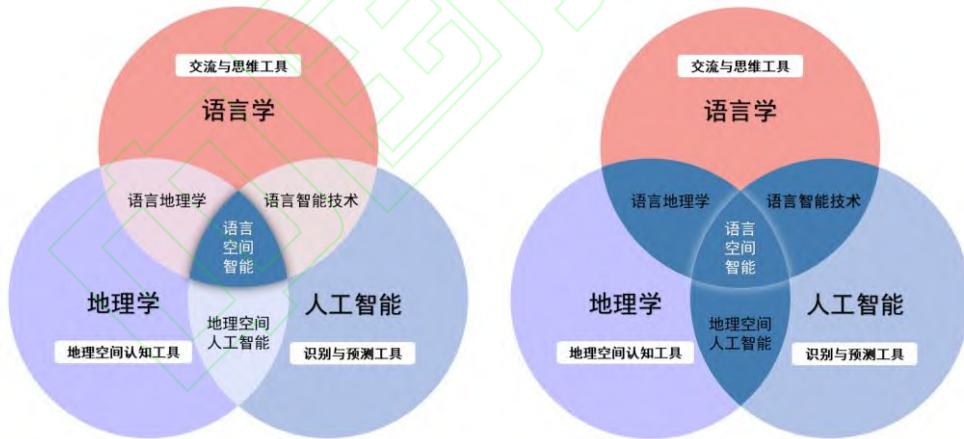 交流与思维工具
语言学
语言地理学
语言智能技术
语言
空间
智能
地理学
人工智能
地理空间
人工智能
地理空间认知工具
识别与预测工具
交流与思维工具
语言学
语言地理学
语言智能技术
语言
空间
智能
地理学
人工智能
地理空间
人工智能
地理空间认知工具
识别与预测工具